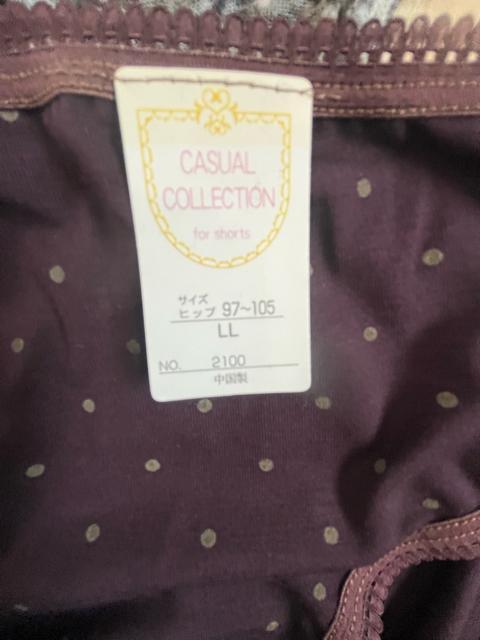 CASUAL
COLLECTION
for shorts
サイズ
ヒップ 97~105
LL
NO. 2100
中国製